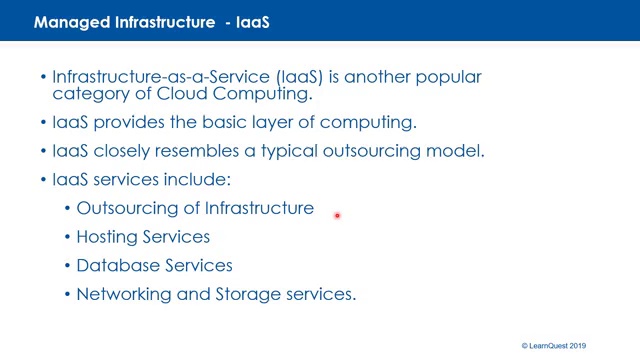 Managed Infrastructure - IaaS
• Infrastructure-as-a-Service (IaaS) is another popular
category of Cloud Computing.
• IaaS provides the basic layer of computing.
• IaaS closely resembles a typical outsourcing model.
• IaaS services include:
• Outsourcing of Infrastructure
• Hosting Services
• Database Services
• Networking and Storage services.
© LearnQuest 2019